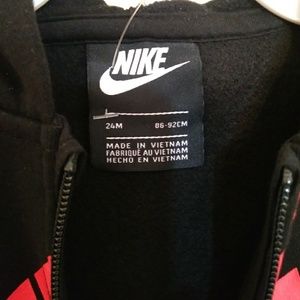 NIKE
24M 86-92CM
MADE IN VIETNAM
FABRIQUÉ AU VIETNAM
HECHO EN VIETNAM